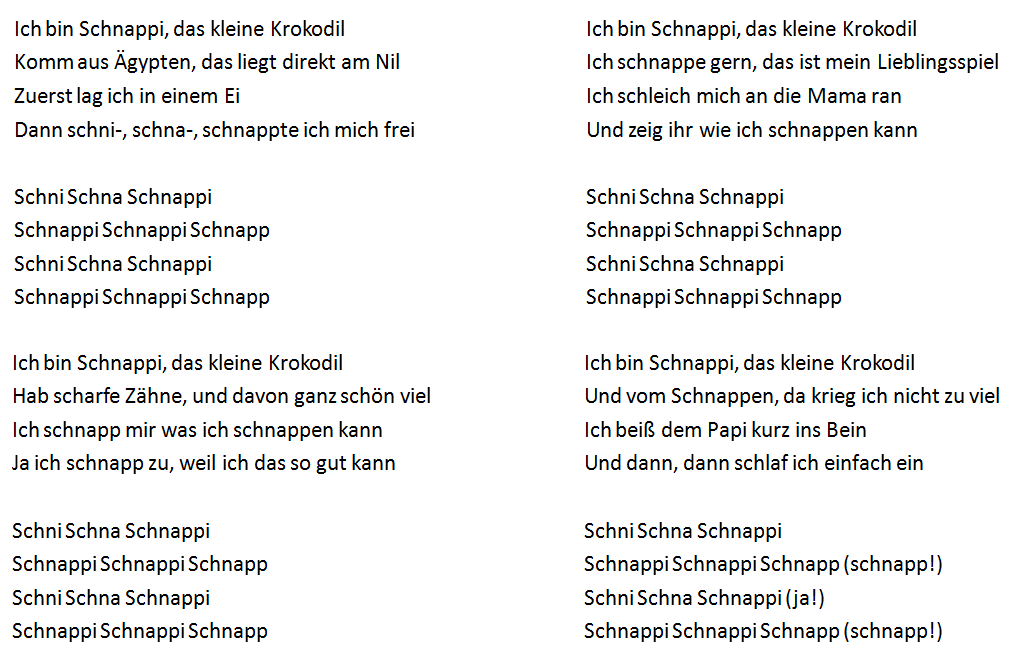 Ich bin Schnappi, das kleine Krokodil
Komm aus Ägypten, das liegt direkt am Nil
Zuerst lag ich in einem Ei
Dann schni-, schna-, schnappte ich mich frei

Schni Schna Schnappi
Schnappi Schnappi Schnapp
Schni Schna Schnappi
Schnappi Schnappi Schnapp

Ich bin Schnappi, das kleine Krokodil
Hab scharfe Zähne, und davon ganz schön viel
Ich schnapp mir was ich schnappen kann
Ja ich schnapp zu, weil ich das so gut kann

Schni Schna Schnappi
Schnappi Schnappi Schnapp
Schni Schna Schnappi
Schnappi Schnappi Schnapp

Ich bin Schnappi, das kleine Krokodil
Ich schnappe gern, das ist mein Lieblingsspiel
Ich schleich mich an die Mama ran
Und zeig ihr wie ich schnappen kann

Schni Schna Schnappi
Schnappi Schnappi Schnapp
Schni Schna Schnappi
Schnappi Schnappi Schnapp

Ich bin Schnappi, das kleine Krokodil
Und vom Schnappen, da krieg ich nicht zu viel
Ich beiß dem Papi kurz ins Bein
Und dann, dann schlaf ich einfach ein

Schni Schna Schnappi
Schnappi Schnappi Schnapp (schnapp!)
Schni Schna Schnappi (ja!)
Schnappi Schnappi Schnapp (schnapp!)